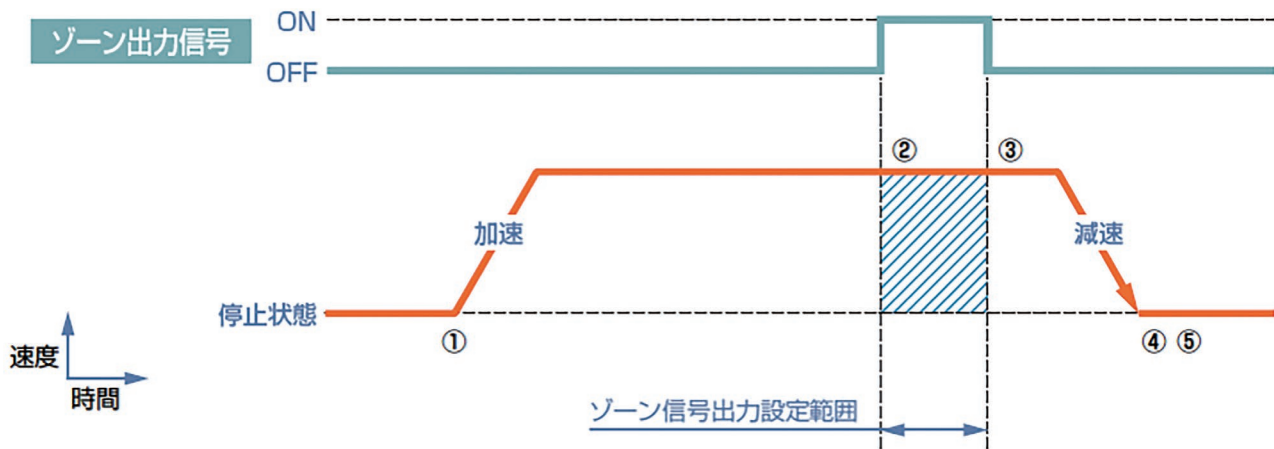 ゾーン出力信号
ON
OFF
② ③
加速
減速
停止状態
① ④ ⑤
速度
時間
ゾーン信号出力設定範囲